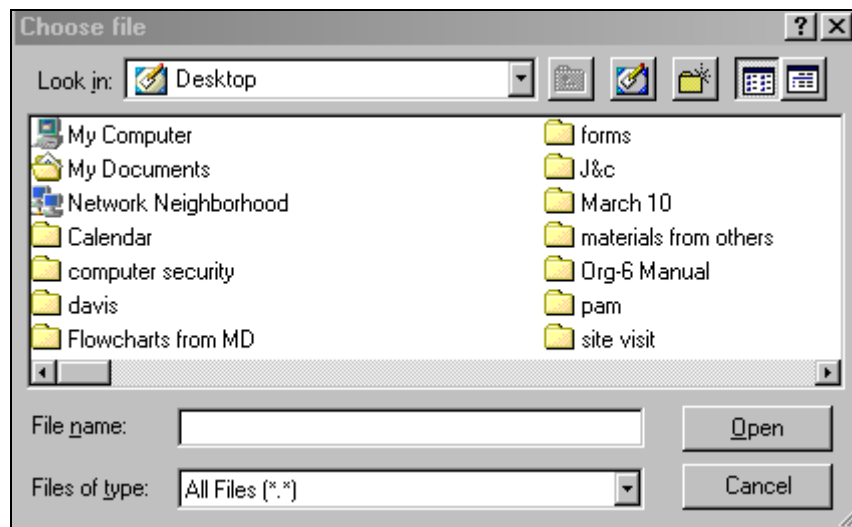 Choose file
Look in: Desktop
My Computer
My Documents
Network Neighborhood
Calendar
computer security
davis
Flowcharts from MD
forms
J&c
March 10
materials from others
Org-6 Manual
pam
site visit
File name:
Open
Files of type: All Files (*.*)
Cancel